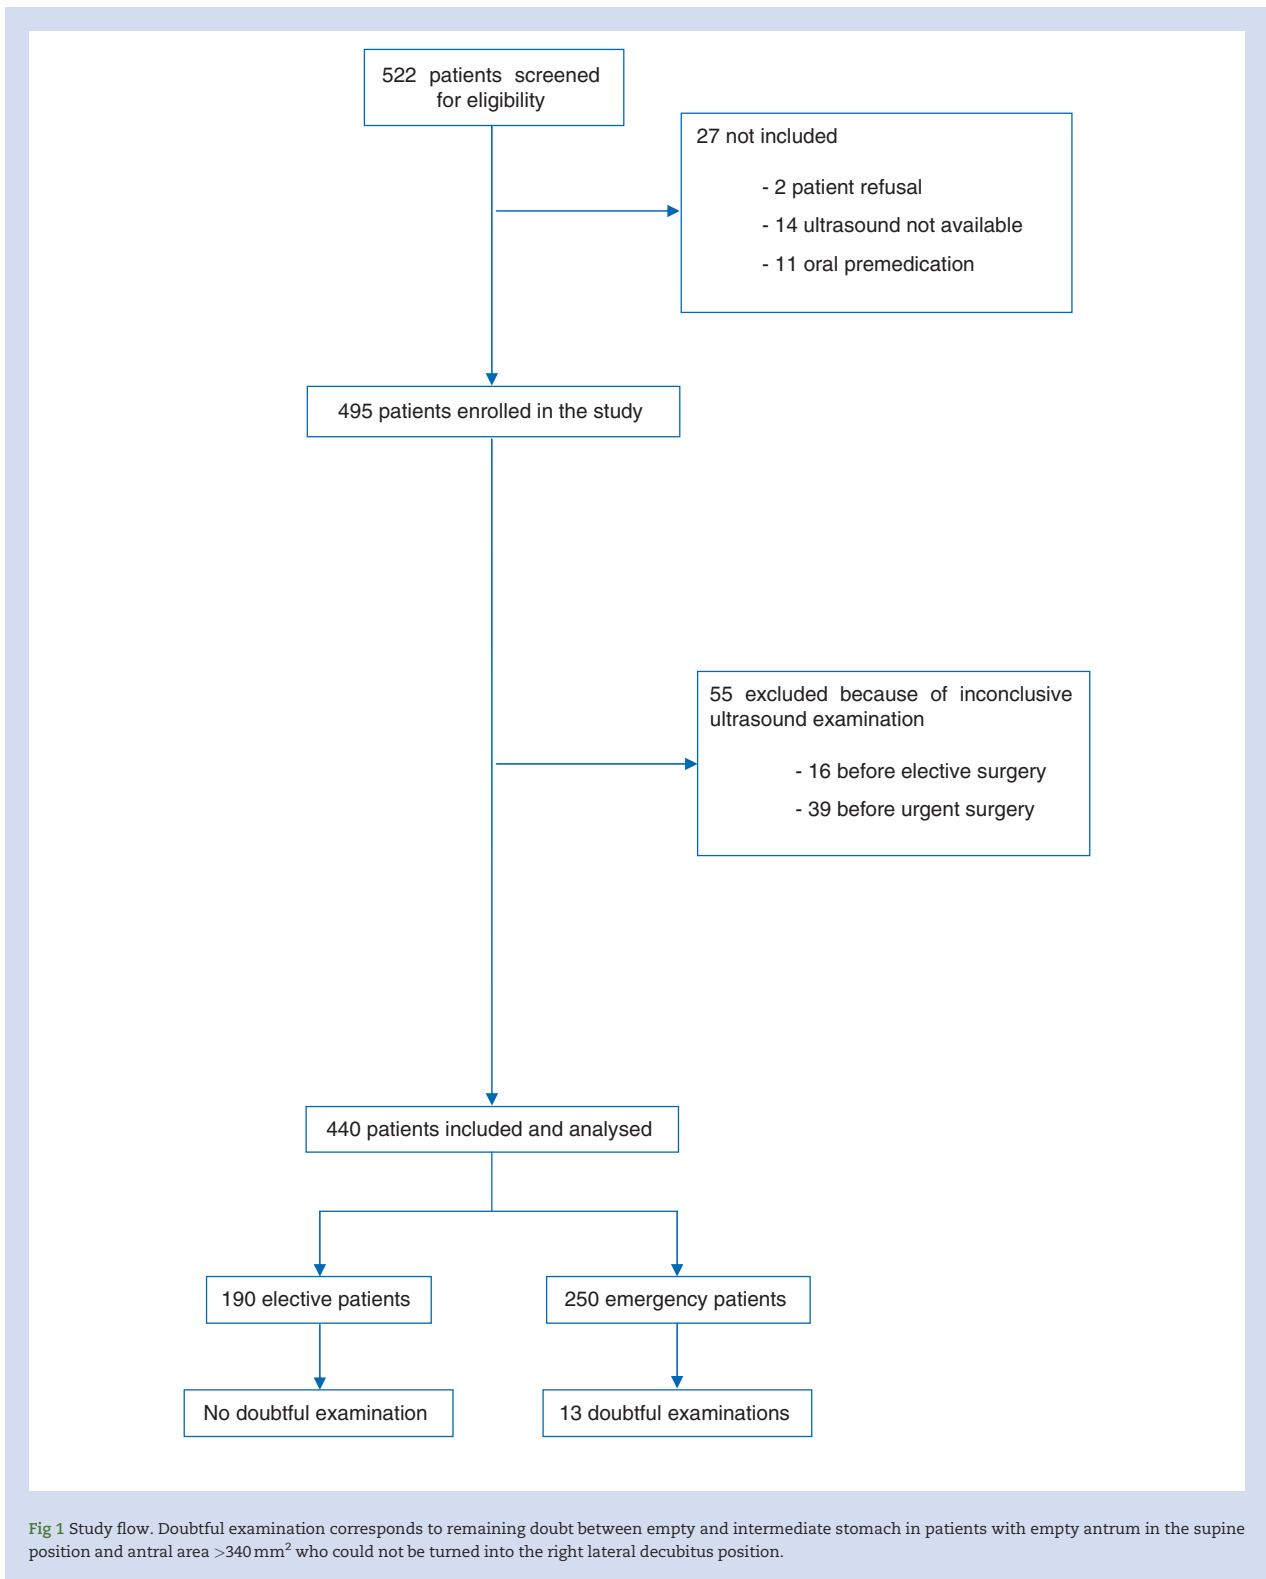 522 patients screened
for eligibility
27 not included
- 2 patient refusal
- 14 ultrasound not available
- 11 oral premedication
495 patients enrolled in the study
55 excluded because of inconclusive
ultrasound examination
- 16 before elective surgery
- 39 before urgent surgery
440 patients included and analysed
190 elective patients
250 emergency patients
No doubtful examination
13 doubtful examinations
Fig 1 Study flow. Doubtful examination corresponds to remaining doubt between empty and intermediate stomach in patients with empty antrum in the supine
position and antral area >340 mm² who could not be turned into the right lateral decubitus position.